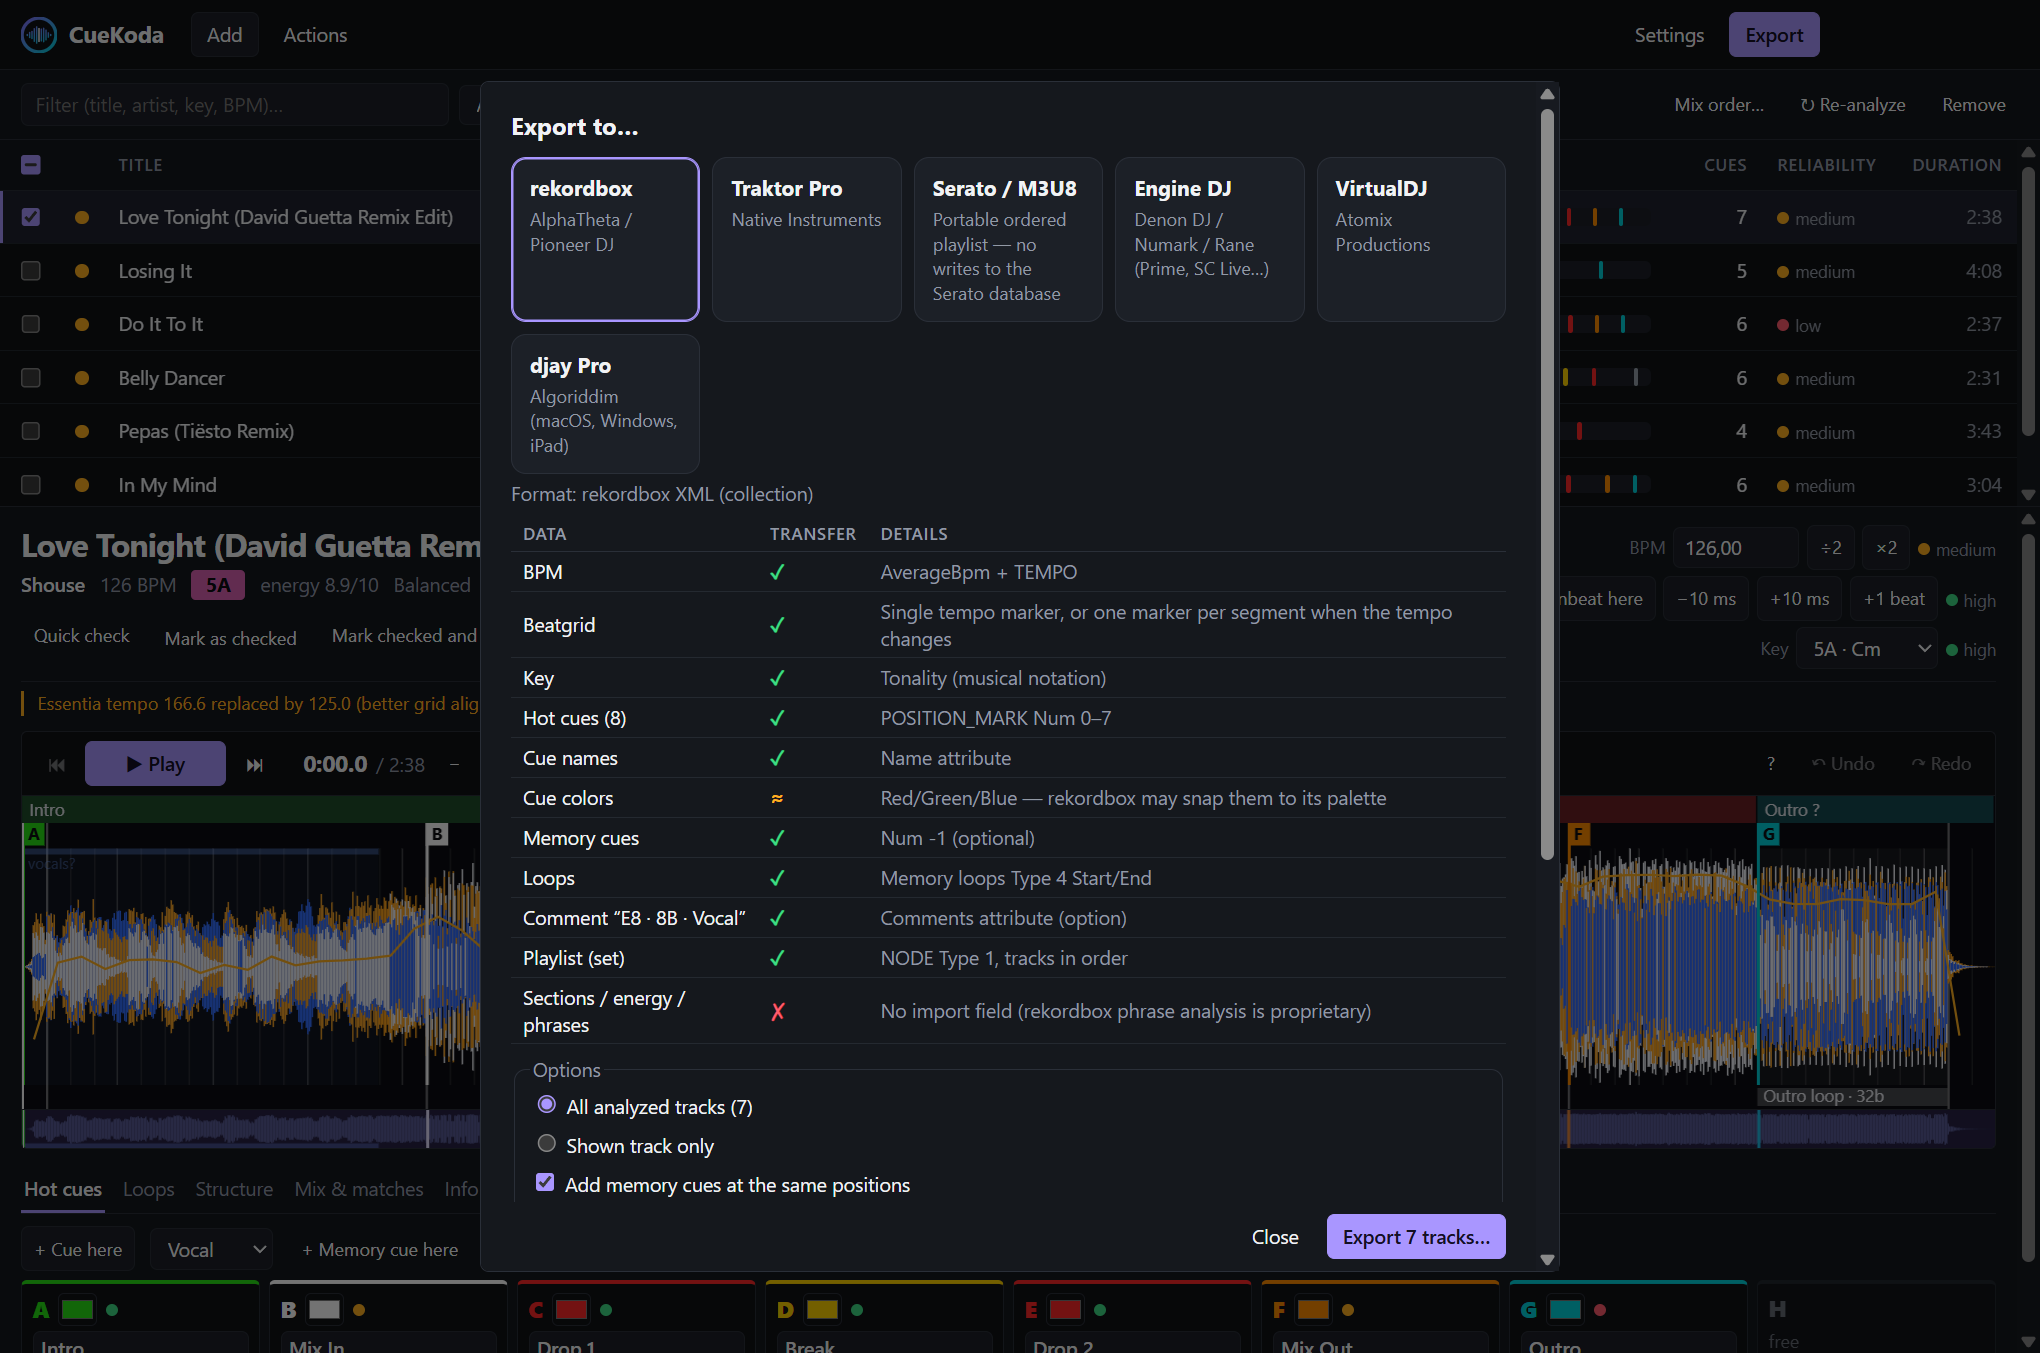 CueKoda
Add
Actions
Settings
Export
Filter (title, artist, key, BPM)...
Mix order...
↻ Re-analyze
Remove
TITLE
CUES
RELIABILITY
DURATION
Love Tonight (David Guetta Remix Edit)
7
medium
2:38
Losing It
5
medium
4:08
Do It To It
6
low
2:37
Belly Dancer
6
medium
2:31
Pepas (Tiësto Remix)
4
medium
3:43
In My Mind
6
medium
3:04
Export to...
rekordbox
AlphaTheta /
Pioneer DJ
Traktor Pro
Native Instruments
Serato / M3U8
Portable ordered
playlist — no
writes to the
Serato database
Engine DJ
Denon DJ /
Numark / Rane
(Prime, SC Live...)
VirtualDJ
Atomix
Productions
djay Pro
Algoriddim
(macOS, Windows,
iPad)
Format: rekordbox XML (collection)
DATA
TRANSFER
DETAILS
BPM
✓
AverageBpm + TEMPO
Beatgrid
✓
Single tempo marker, or one marker per segment when the tempo
changes
Key
✓
Tonality (musical notation)
Hot cues (8)
✓
POSITION_MARK Num 0–7
Cue names
✓
Name attribute
Cue colors
≈
Red/Green/Blue — rekordbox may snap them to its palette
Memory cues
✓
Num -1 (optional)
Loops
✓
Memory loops Type 4 Start/End
Comment “E8 · 8B · Vocal”
✓
Comments attribute (option)
Playlist (set)
✓
NODE Type 1, tracks in order
Sections / energy /
phrases
✗
No import field (rekordbox phrase analysis is proprietary)
Options
All analyzed tracks (7)
Shown track only
Add memory cues at the same positions
Close
Export 7 tracks...
Love Tonight (David Guetta Rem
Shouse
126 BPM
5A
energy 8.9/10
Balanced
Quick check
Mark as checked
Mark checked and
Essentia tempo 166.6 replaced by 125.0 (better grid alig
BPM
126,00
÷2
×2
medium
nbeat here
−10 ms
+10 ms
+1 beat
high
Key
5A · Cm
high
Play
0:00.0 / 2:38
−
?
Undo
Redo
Intro
A
B
vocals?
Outro ?
F
G
Outro loop · 32b
Hot cues
Loops
Structure
Mix & matches
Info
+ Cue here
Vocal
+ Memory cue here
A
Intro
B
Mix In
C
Drop 1
D
Break
E
Drop 2
F
Mix Out
G
Outro
H
free